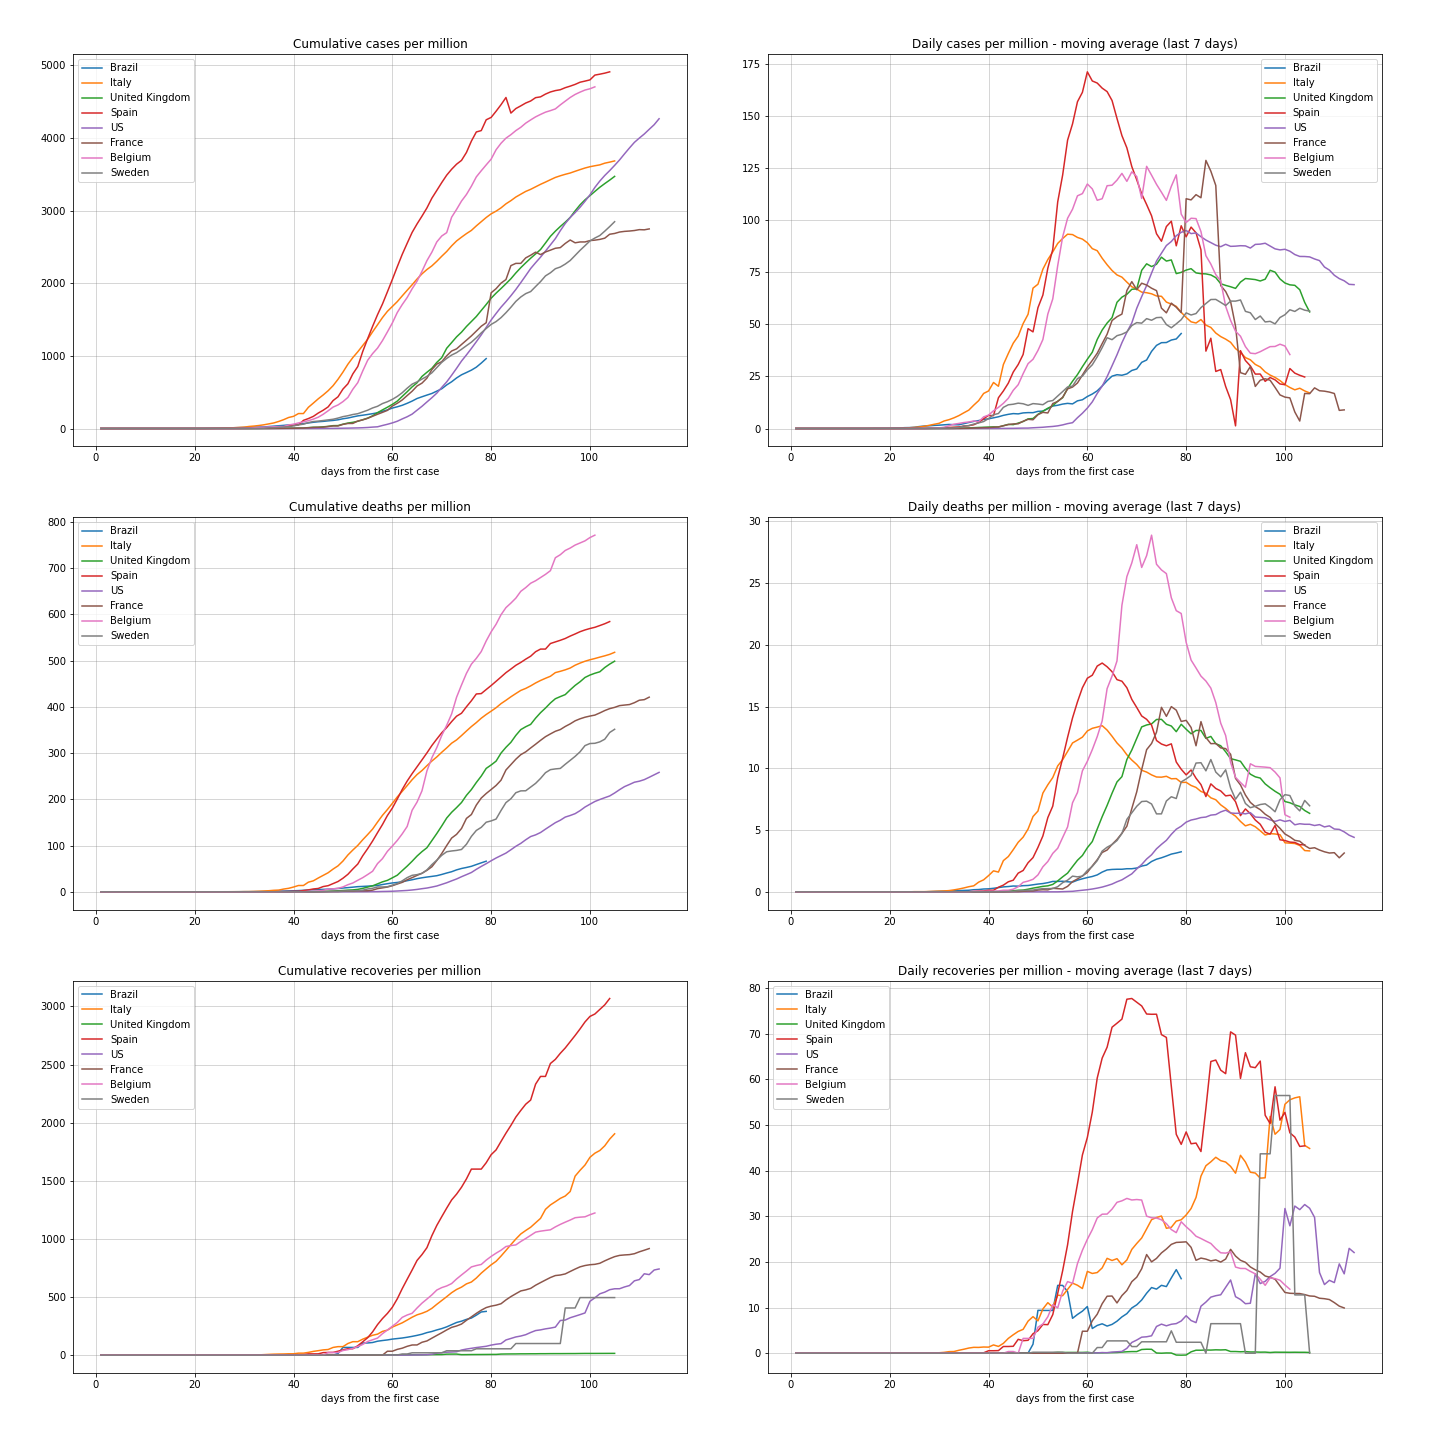 Cumulative cases per million
5000
4000
3000
2000
1000
0
Brazil
Italy
United Kingdom
Spain
US
France
Belgium
Sweden
0 20 40 60 80 100
days from the first case
Daily cases per million - moving average (last 7 days)
175
150
125
100
75
50
25
0
Brazil
Italy
United Kingdom
Spain
US
France
Belgium
Sweden
0 20 40 60 80 100
days from the first case
Cumulative deaths per million
800
700
600
500
400
300
200
100
0
Brazil
Italy
United Kingdom
Spain
US
France
Belgium
Sweden
0 20 40 60 80 100
days from the first case
Daily deaths per million - moving average (last 7 days)
30
25
20
15
10
5
0
Brazil
Italy
United Kingdom
Spain
US
France
Belgium
Sweden
0 20 40 60 80 100
days from the first case
Cumulative recoveries per million
3000
2500
2000
1500
1000
500
0
Brazil
Italy
United Kingdom
Spain
US
France
Belgium
Sweden
0 20 40 60 80 100
days from the first case
Daily recoveries per million - moving average (last 7 days)
80
70
60
50
40
30
20
10
0
Brazil
Italy
United Kingdom
Spain
US
France
Belgium
Sweden
0 20 40 60 80 100
days from the first case